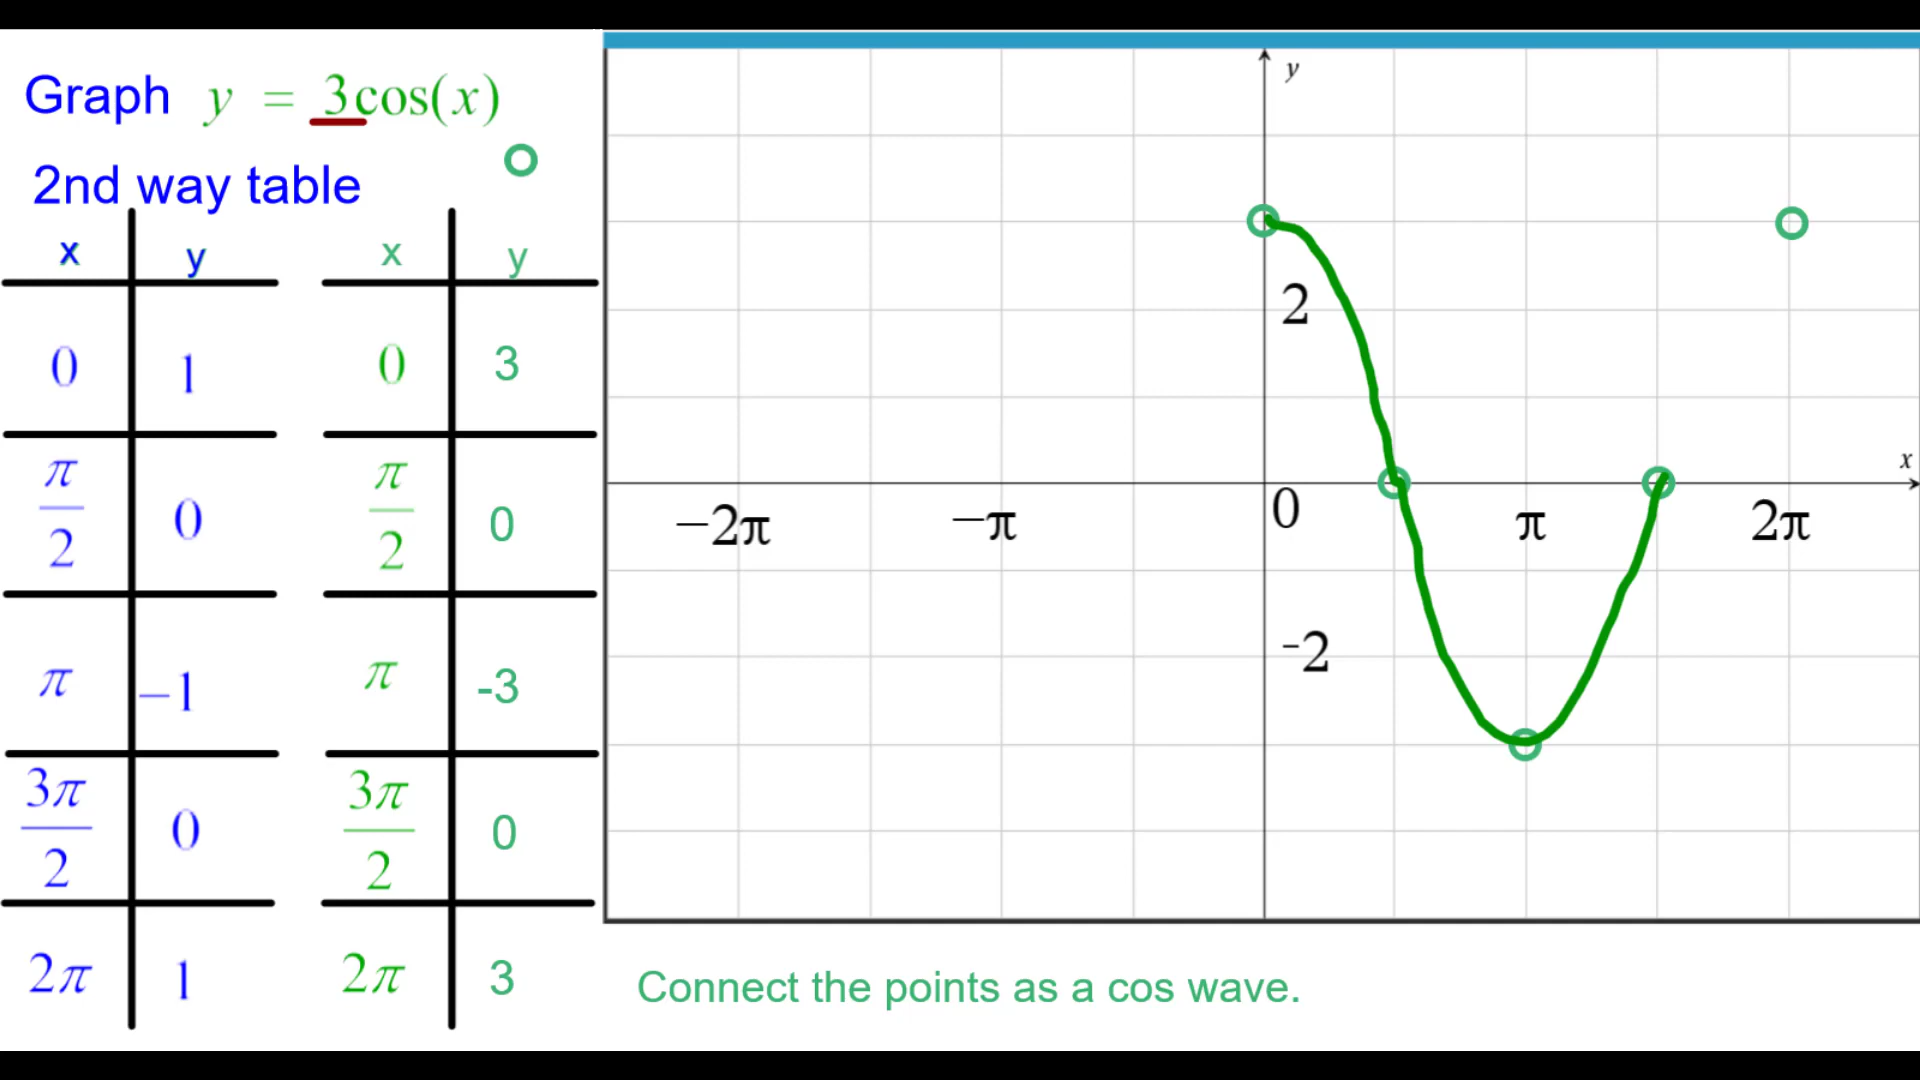 Graph y = 3cos(x)
2nd way table
x y x y
0 1 0 3
π/2 0 π/2 0
π −1 π -3
3π/2 0 3π/2 0
2π 1 2π 3
y
2
x
−2π −π 0 π 2π
-2
Connect the points as a cos wave.